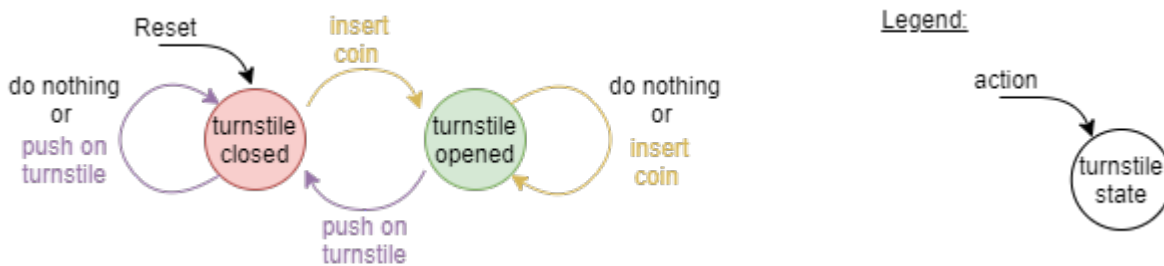 Reset
insert
coin
do nothing
or
push on
turnstile
turnstile
closed
turnstile
opened
do nothing
or
insert
coin
push on
turnstile
Legend:
action
turnstile
state